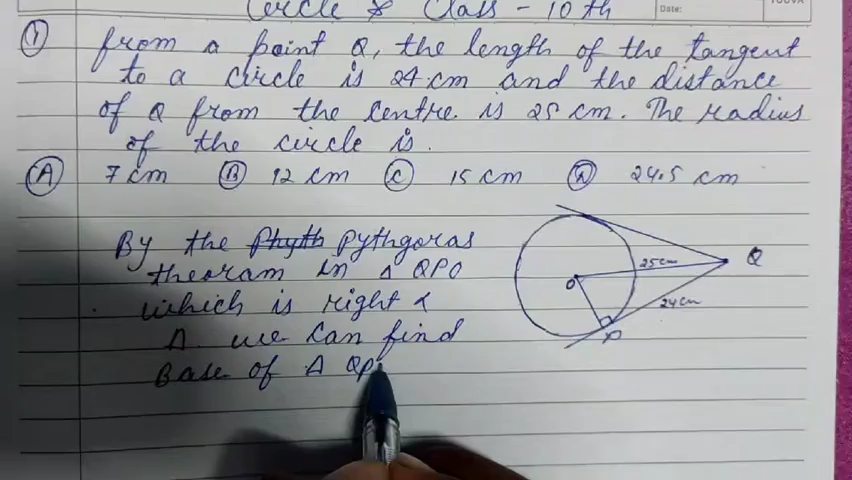 Circle & Class - 10th
Date:
(1) from a point Q, the length of the tangent
to a circle is 24 cm and the distance
of Q from the centre is 25 cm. The radius
of the circle is.
(A) 7 cm (B) 12 cm (C) 15 cm (D) 24.5 cm
By the pythgoras
theoram in Δ QPO
which is right ∠
Δ we can find
Base of Δ QP
25cm
Q
O
24cm
P